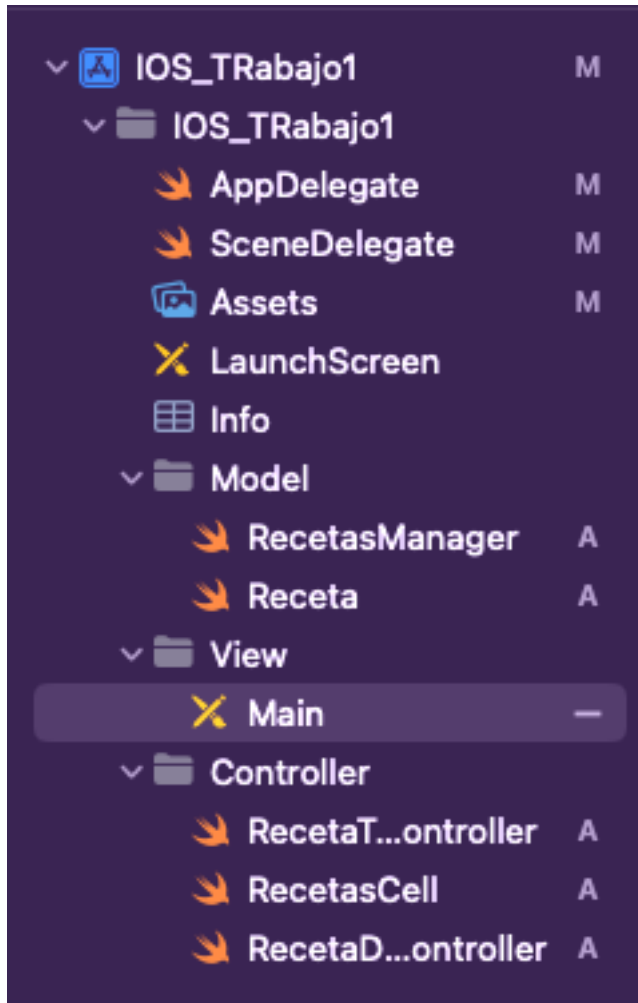 IOS_TRabajo1 M
IOS_TRabajo1
AppDelegate M
SceneDelegate M
Assets M
LaunchScreen
Info
Model
RecetasManager A
Receta A
View
Main –
Controller
RecetaT...ontroller A
RecetasCell A
RecetaD...ontroller A